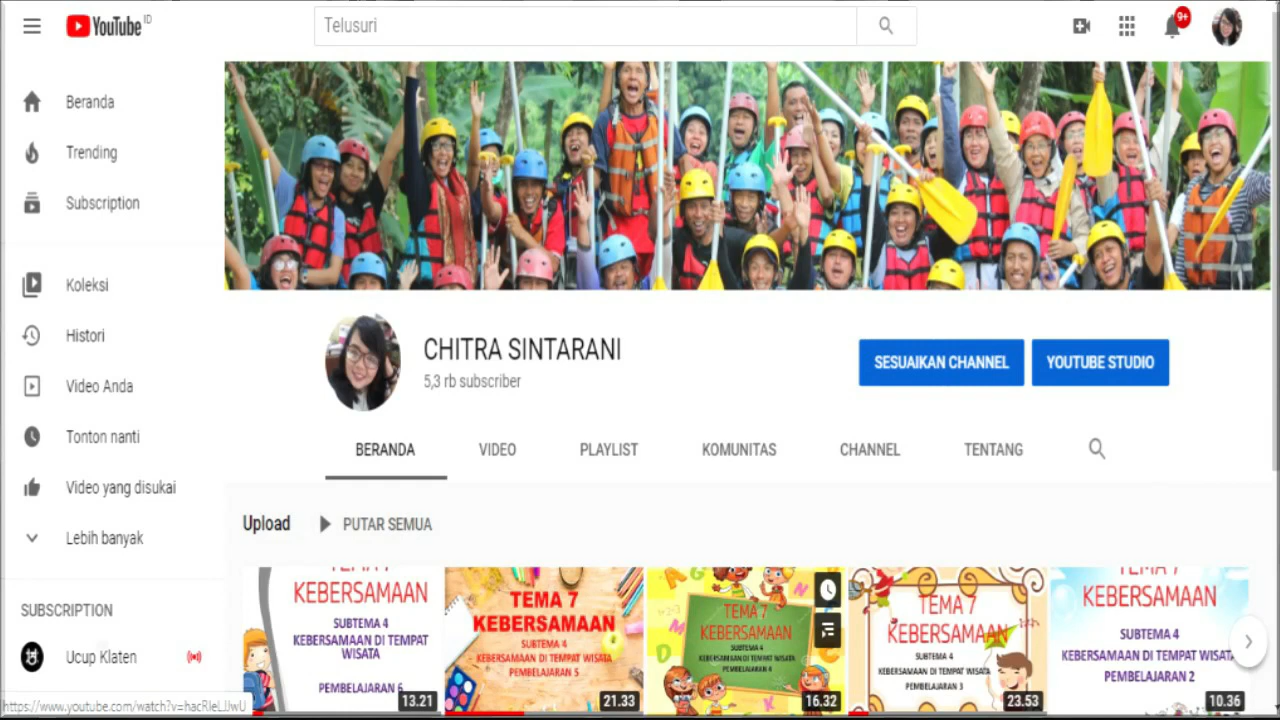 YouTube ID
Telusuri
9+
Beranda
Trending
Subscription
Koleksi
Histori
Video Anda
Tonton nanti
Video yang disukai
Lebih banyak
SUBSCRIPTION
Ucup Klaten
CHITRA SINTARANI
5,3 rb subscriber
SESUAIKAN CHANNEL
YOUTUBE STUDIO
BERANDA
VIDEO
PLAYLIST
KOMUNITAS
CHANNEL
TENTANG
Upload
PUTAR SEMUA
TEMA 7
KEBERSAMAAN
SUBTEMA 4
KEBERSAMAAN DI TEMPAT
WISATA
PEMBELAJARAN 6
13.21
TEMA 7
KEBERSAMAAN
SUBTEMA 4
KEBERSAMAAN DI TEMPAT WISATA
PEMBELAJARAN 5
21.33
TEMA 7
KEBERSAMAAN
SUBTEMA 4
KEBERSAMAAN DI TEMPAT WISATA
PEMBELAJARAN 4
16.32
TEMA 7
KEBERSAMAAN
SUBTEMA 4
KEBERSAMAAN DI TEMPAT WISATA
PEMBELAJARAN 3
23.53
TEMA 7
KEBERSAMAAN
SUBTEMA 4
KEBERSAMAAN DI TEMPAT WISATA
PEMBELAJARAN 2
10.36